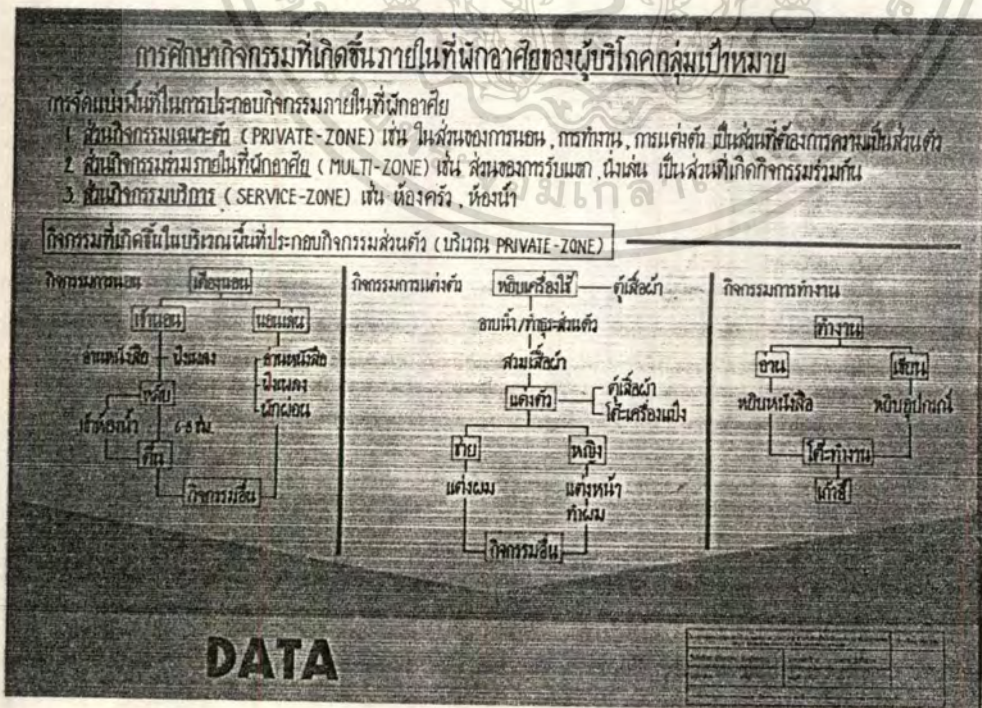 การศึกษากิจกรรมที่เกิดขึ้นภายในที่พักอาศัยของผู้บริโภคกลุ่มเป้าหมาย
การจัดแบ่งพื้นที่ในการประกอบกิจกรรมภายในที่พักอาศัย
1. ส่วนกิจกรรมเฉพาะตัว (PRIVATE-ZONE) เช่น ในส่วนของการนอน, การทำงาน, การแต่งตัว เป็นส่วนที่ต้องการความเป็นส่วนตัว
2. ส่วนกิจกรรมร่วมภายในที่พักอาศัย (MULTI-ZONE) เช่น ส่วนของการรับแขก, นั่งเล่น เป็นส่วนที่เกิดกิจกรรมร่วมกัน
3. ส่วนกิจกรรมบริการ (SERVICE-ZONE) เช่น ห้องครัว, ห้องน้ำ
กิจกรรมที่เกิดขึ้นในบริเวณพื้นที่ประกอบกิจกรรมส่วนตัว (บริเวณ PRIVATE-ZONE)
กิจกรรมการนอน
เตียงนอน
เข้านอน
นอนเล่น
อ่านหนังสือ
ฟังเพลง
อ่านหนังสือ
ฟังเพลง
พักผ่อน
หลับ
เข้าห้องน้ำ
6-8 ชม.
ตื่น
กิจกรรมอื่น
กิจกรรมการแต่งตัว
หยิบเครื่องใช้
ตู้เสื้อผ้า
อาบน้ำ/ทำธุระส่วนตัว
สวมเสื้อผ้า
แต่งตัว
ตู้เสื้อผ้า
โต๊ะเครื่องแป้ง
ชาย
หญิง
แต่งผม
แต่งหน้า
ทำผม
กิจกรรมอื่น
กิจกรรมการทำงาน
ทำงาน
อ่าน
เขียน
หยิบหนังสือ
หยิบอุปกรณ์
โต๊ะทำงาน
เก้าอี้
DATA